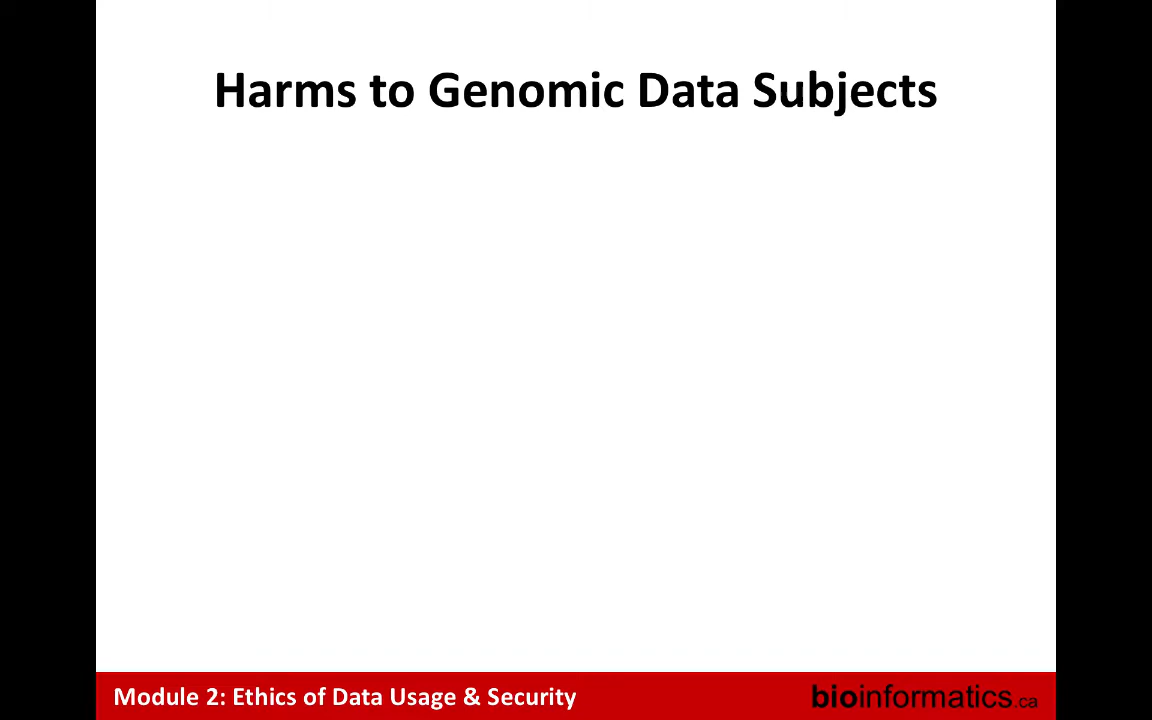 Harms to Genomic Data Subjects
Module 2: Ethics of Data Usage & Security
bioinformatics.ca